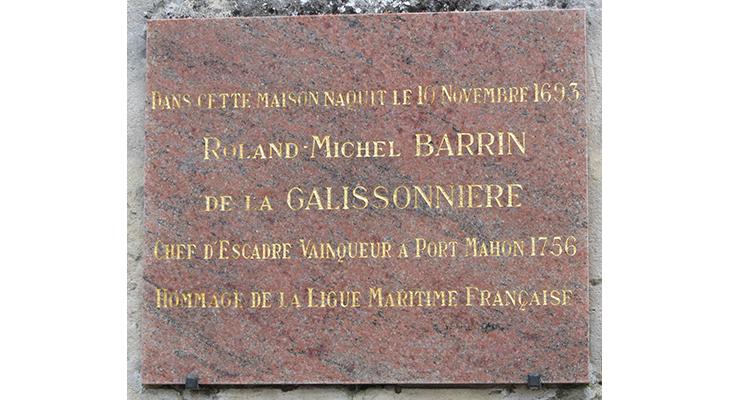 DANS CETTE MAISON NAQUIT LE 10 NOVEMBRE 1693
ROLAND-MICHEL BARRIN
DE LA GALISSONNIERE
CHEF D'ESCADRE VAINQUEUR A PORT MAHON 1756
HOMMAGE DE LA LIGUE MARITIME FRANÇAISE